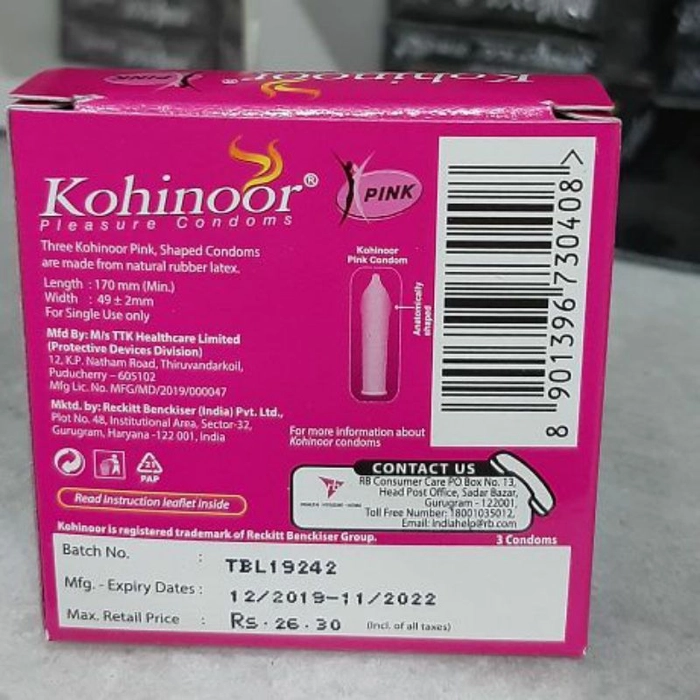 PINK
Kohinoor®
Kohinoor®
Pleasure Condoms
PINK
Three Kohinoor Pink, Shaped Condoms
are made from natural rubber latex.
Length : 170 mm (Min.)
Width : 49 ± 2mm
For Single Use only
Mfd By: M/s TTK Healthcare Limited
(Protective Devices Division)
12, K.P. Natham Road, Thiruvandarkoil,
Puducherry – 605102
Mfg Lic. No. MFG/MD/2019/000047
Mktd. by: Reckitt Benckiser (India) Pvt. Ltd.,
Plot No. 48, Institutional Area, Sector-32,
Gurugram, Haryana -122 001, India
21
PAP
Read instruction leaflet inside
Kohinoor
Pink Condom
Anatomically
shaped
8 901396 730408 >
For more information about
Kohinoor condoms
CONTACT US
rb
HEALTH · HYGIENE · HOME
RB Consumer Care PO Box No. 13,
Head Post Office, Sadar Bazar,
Gurugram - 122001,
Toll Free Number: 18001035012,
Email: Indiahelp@rb.com
Kohinoor is registered trademark of Reckitt Benckiser Group.
3 Condoms
Batch No. : TBL19242
Mfg. - Expiry Dates : 12/2019-11/2022
Max. Retail Price : RS.26.30 (Incl. of all taxes)